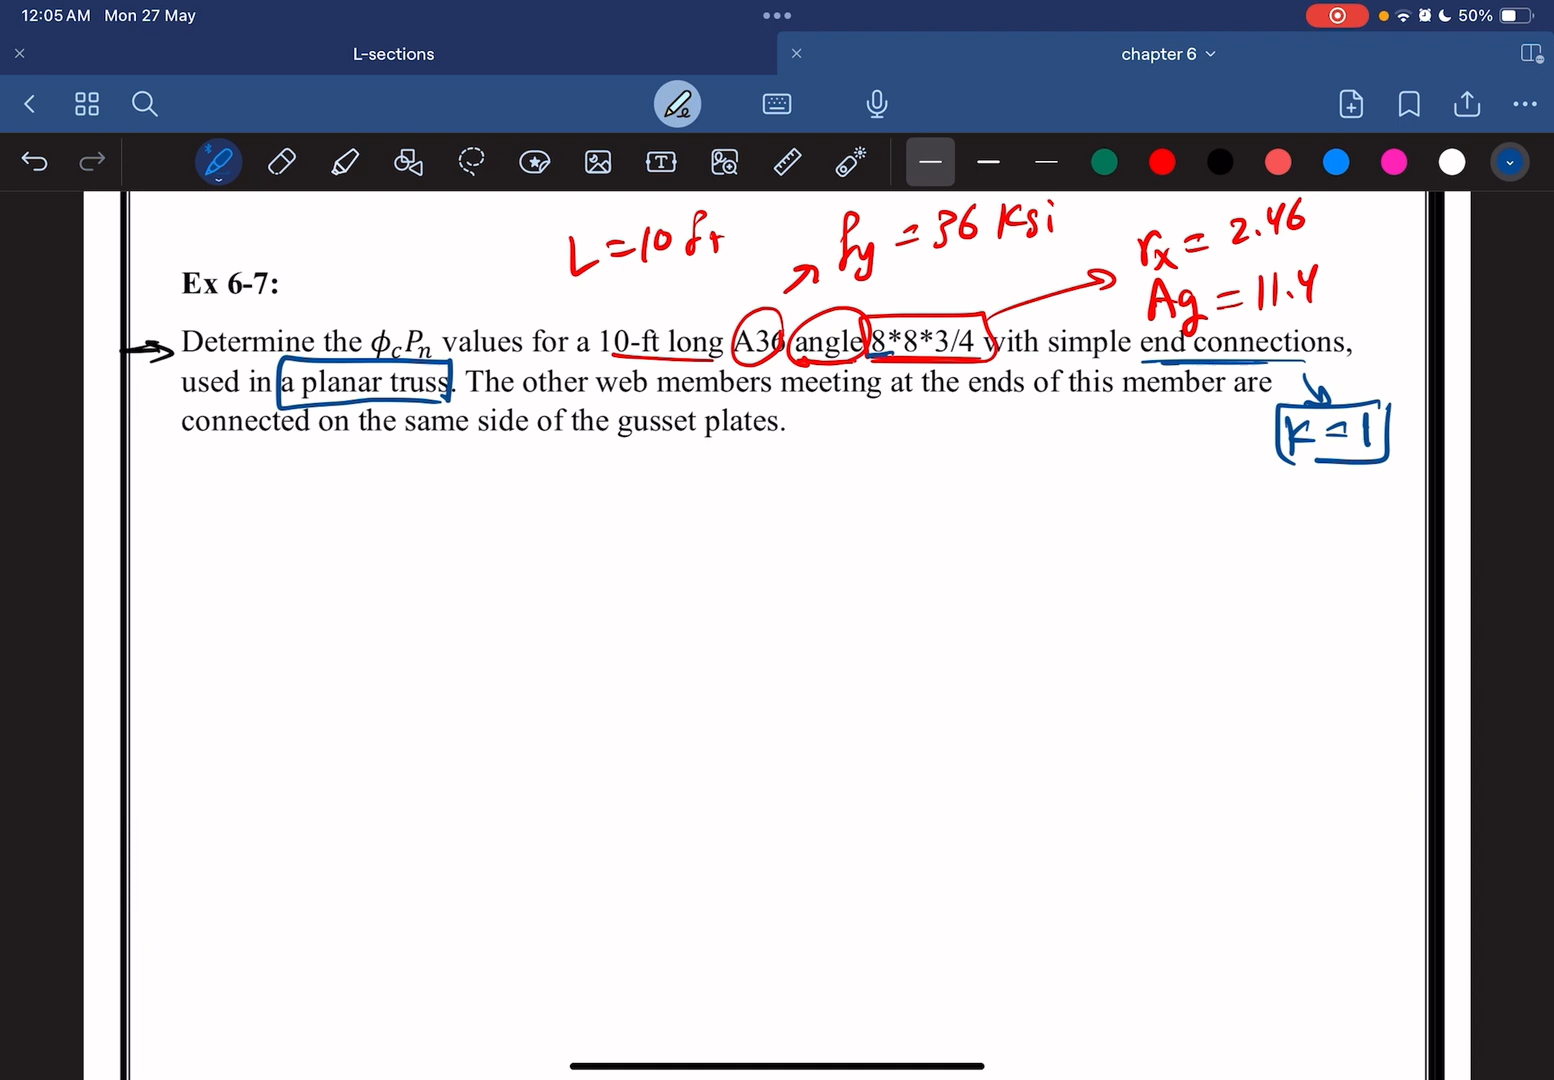 12:05 AM Mon 27 May
50%
L-sections
chapter 6
L = 10 ft
fy = 36 Ksi
rx = 2.46
Ag = 11.4
Ex 6-7:
Determine the ϕcPn values for a 10-ft long A36 angle 8*8*3/4 with simple end connections,
used in a planar truss. The other web members meeting at the ends of this member are
connected on the same side of the gusset plates.
K = 1